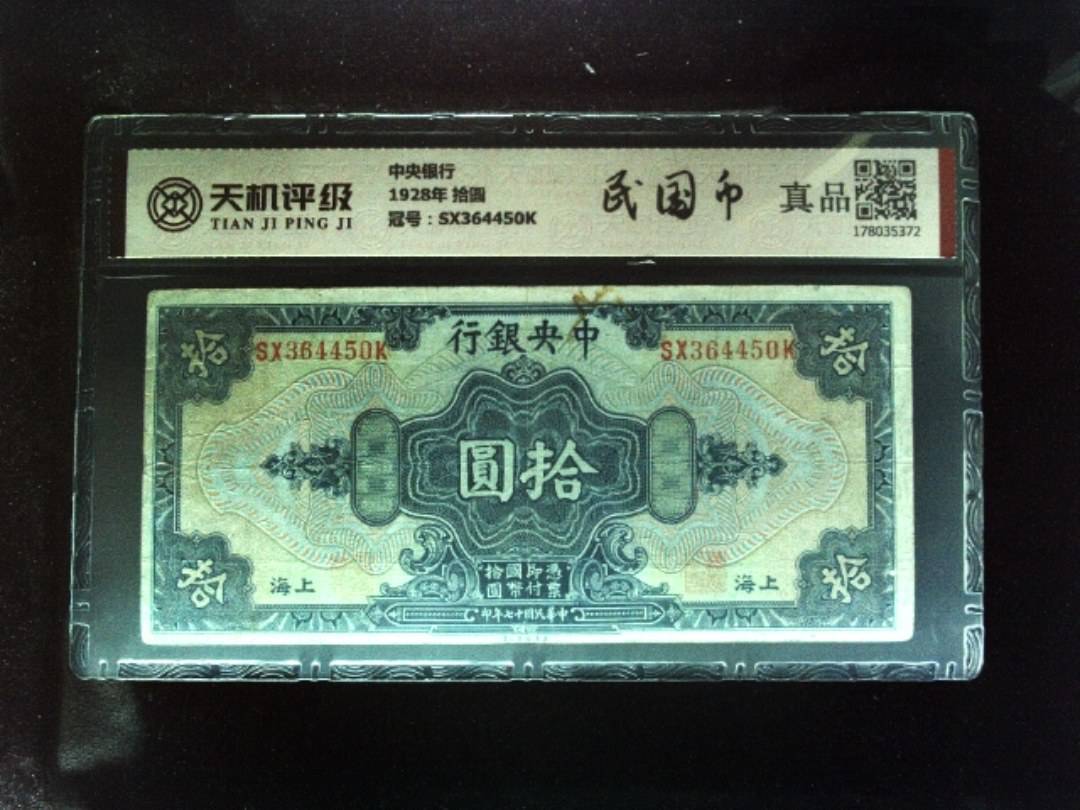 天机评级
TIAN JI PING JI
中央银行
1928年 拾圆
冠号：SX364450K
民国币
真品
178035372
中央銀行
拾
拾
SX364450K
SX364450K
拾圓
憑票即付國幣拾圓
上海
上海
拾
拾
中華民國十七年印